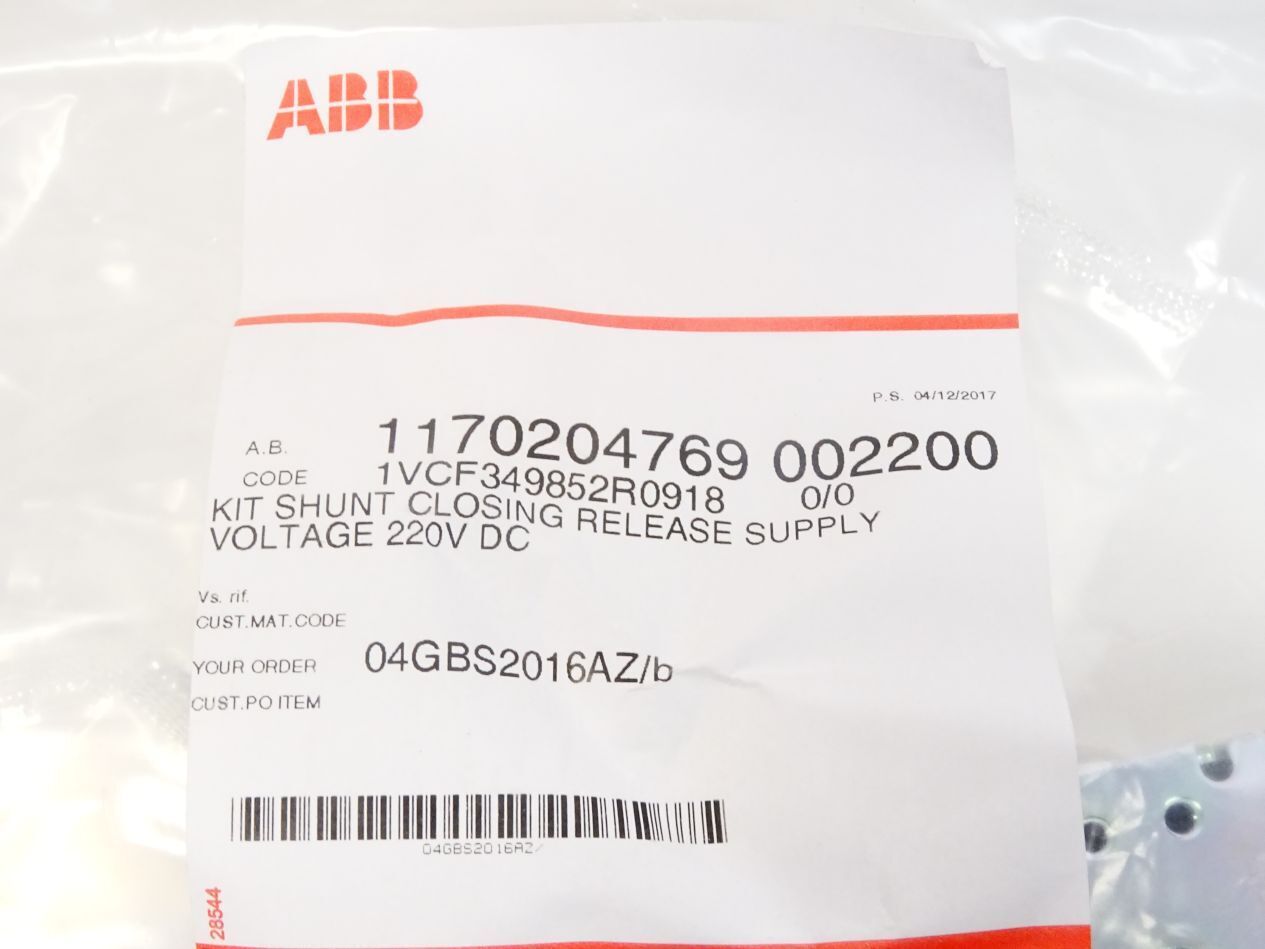 ABB
P.S. 04/12/2017
A.B. 1170204769 002200
CODE 1VCF349852R0918 0/0
KIT SHUNT CLOSING RELEASE SUPPLY
VOLTAGE 220V DC
Vs. rif.
CUST.MAT.CODE
YOUR ORDER 04GBS2016AZ/b
CUST.PO ITEM
04GBS2016AZ/
28544